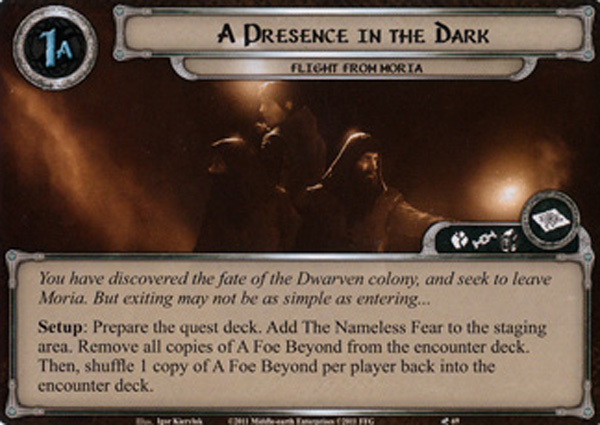 1A
A Presence in the Dark
Flight from Moria
You have discovered the fate of the Dwarven colony, and seek to leave
Moria. But exiting may not be as simple as entering...
Setup: Prepare the quest deck. Add The Nameless Fear to the staging
area. Remove all copies of A Foe Beyond from the encounter deck.
Then, shuffle 1 copy of A Foe Beyond per player back into the
encounter deck.
Illus. Igor Kieryluk ©2011 Middle-earth Enterprises ©2011 FFG 69